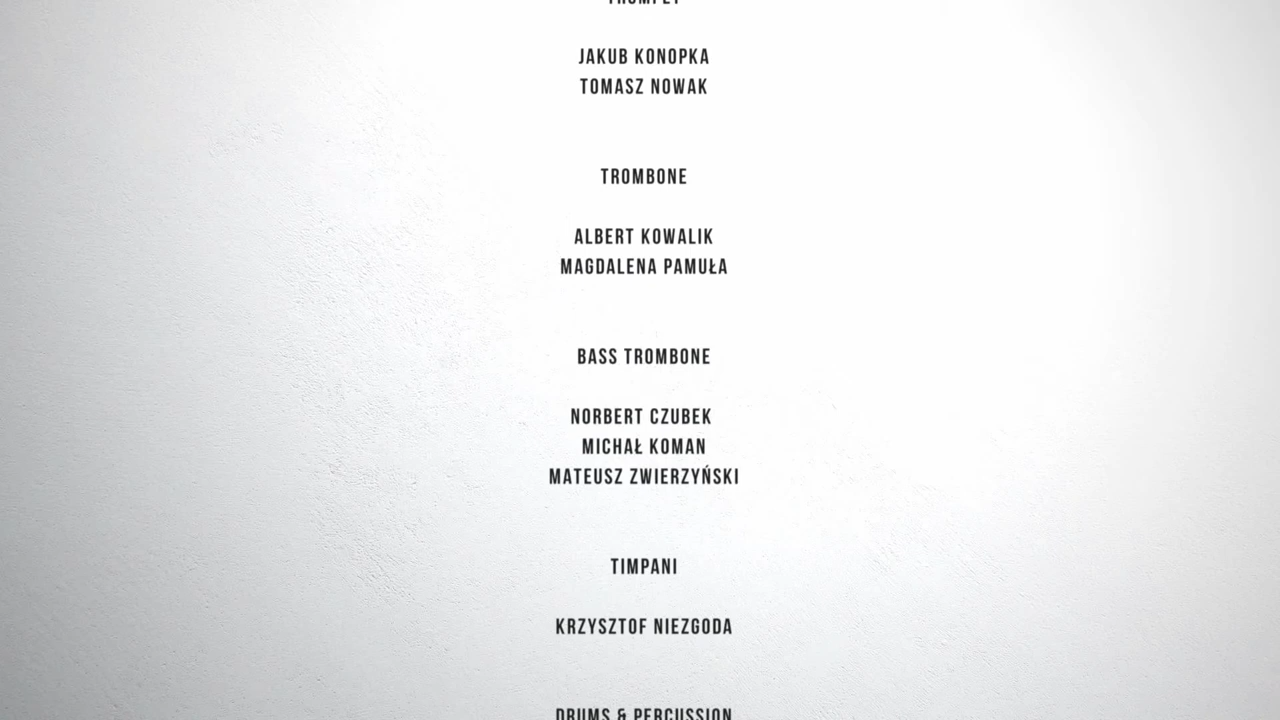 TRUMPET
JAKUB KONOPKA
TOMASZ NOWAK
TROMBONE
ALBERT KOWALIK
MAGDALENA PAMUŁA
BASS TROMBONE
NORBERT CZUBEK
MICHAŁ KOMAN
MATEUSZ ZWIERZYŃSKI
TIMPANI
KRZYSZTOF NIEZGODA
DRUMS & PERCUSSION